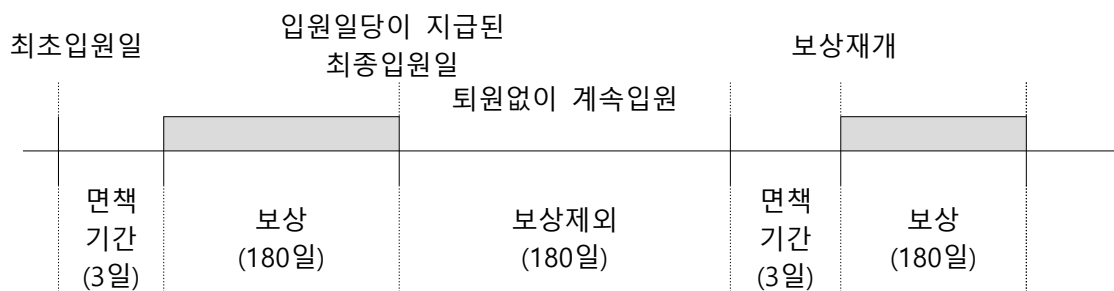 최초입원일
입원일당이 지급된
최종입원일
보상재개
퇴원없이 계속입원
면책
기간
(3일)
보상
(180일)
보상제외
(180일)
면책
기간
(3일)
보상
(180일)